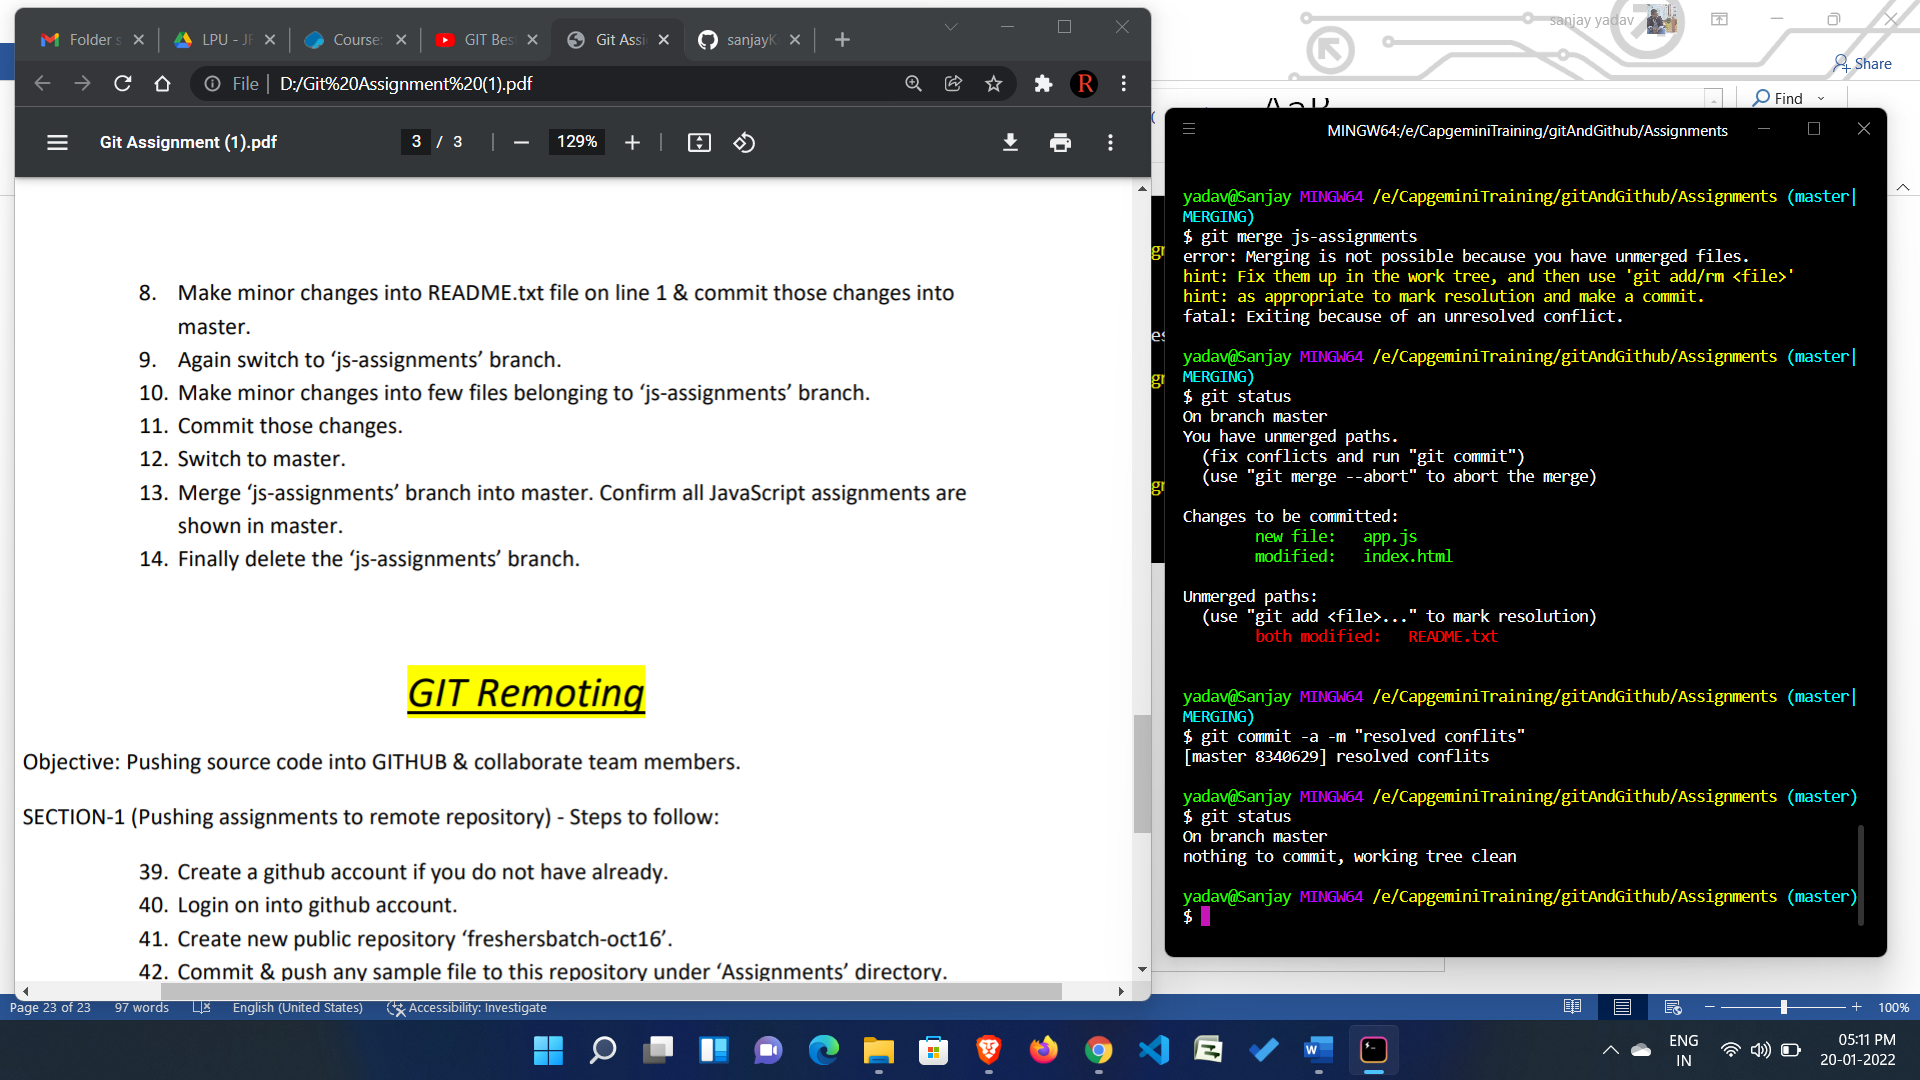 Folder s
LPU - JF
Course:
GIT Bes
Git Assi
sanjayK
sanjay yadav
Share
File
D:/Git%20Assignment%20(1).pdf
R
Find
Git Assignment (1).pdf
3 / 3
129%
8. Make minor changes into README.txt file on line 1 & commit those changes into
master.
9. Again switch to ‘js-assignments’ branch.
10. Make minor changes into few files belonging to ‘js-assignments’ branch.
11. Commit those changes.
12. Switch to master.
13. Merge ‘js-assignments’ branch into master. Confirm all JavaScript assignments are
shown in master.
14. Finally delete the ‘js-assignments’ branch.
GIT Remoting
Objective: Pushing source code into GITHUB & collaborate team members.
SECTION-1 (Pushing assignments to remote repository) - Steps to follow:
39. Create a github account if you do not have already.
40. Login on into github account.
41. Create new public repository ‘freshersbatch-oct16’.
42. Commit & push any sample file to this repository under ‘Assignments’ directory.
MINGW64:/e/CapgeminiTraining/gitAndGithub/Assignments
yadav@Sanjay MINGW64 /e/CapgeminiTraining/gitAndGithub/Assignments (master|
MERGING)
$ git merge js-assignments
error: Merging is not possible because you have unmerged files.
hint: Fix them up in the work tree, and then use 'git add/rm <file>'
hint: as appropriate to mark resolution and make a commit.
fatal: Exiting because of an unresolved conflict.
yadav@Sanjay MINGW64 /e/CapgeminiTraining/gitAndGithub/Assignments (master|
MERGING)
$ git status
On branch master
You have unmerged paths.
(fix conflicts and run "git commit")
(use "git merge --abort" to abort the merge)
Changes to be committed:
new file: app.js
modified: index.html
Unmerged paths:
(use "git add <file>..." to mark resolution)
both modified: README.txt
yadav@Sanjay MINGW64 /e/CapgeminiTraining/gitAndGithub/Assignments (master|
MERGING)
$ git commit -a -m "resolved conflits"
[master 8340629] resolved conflits
yadav@Sanjay MINGW64 /e/CapgeminiTraining/gitAndGithub/Assignments (master)
$ git status
On branch master
nothing to commit, working tree clean
yadav@Sanjay MINGW64 /e/CapgeminiTraining/gitAndGithub/Assignments (master)
$
Page 23 of 23
97 words
English (United States)
Accessibility: Investigate
100%
ENG
IN
05:11 PM
20-01-2022